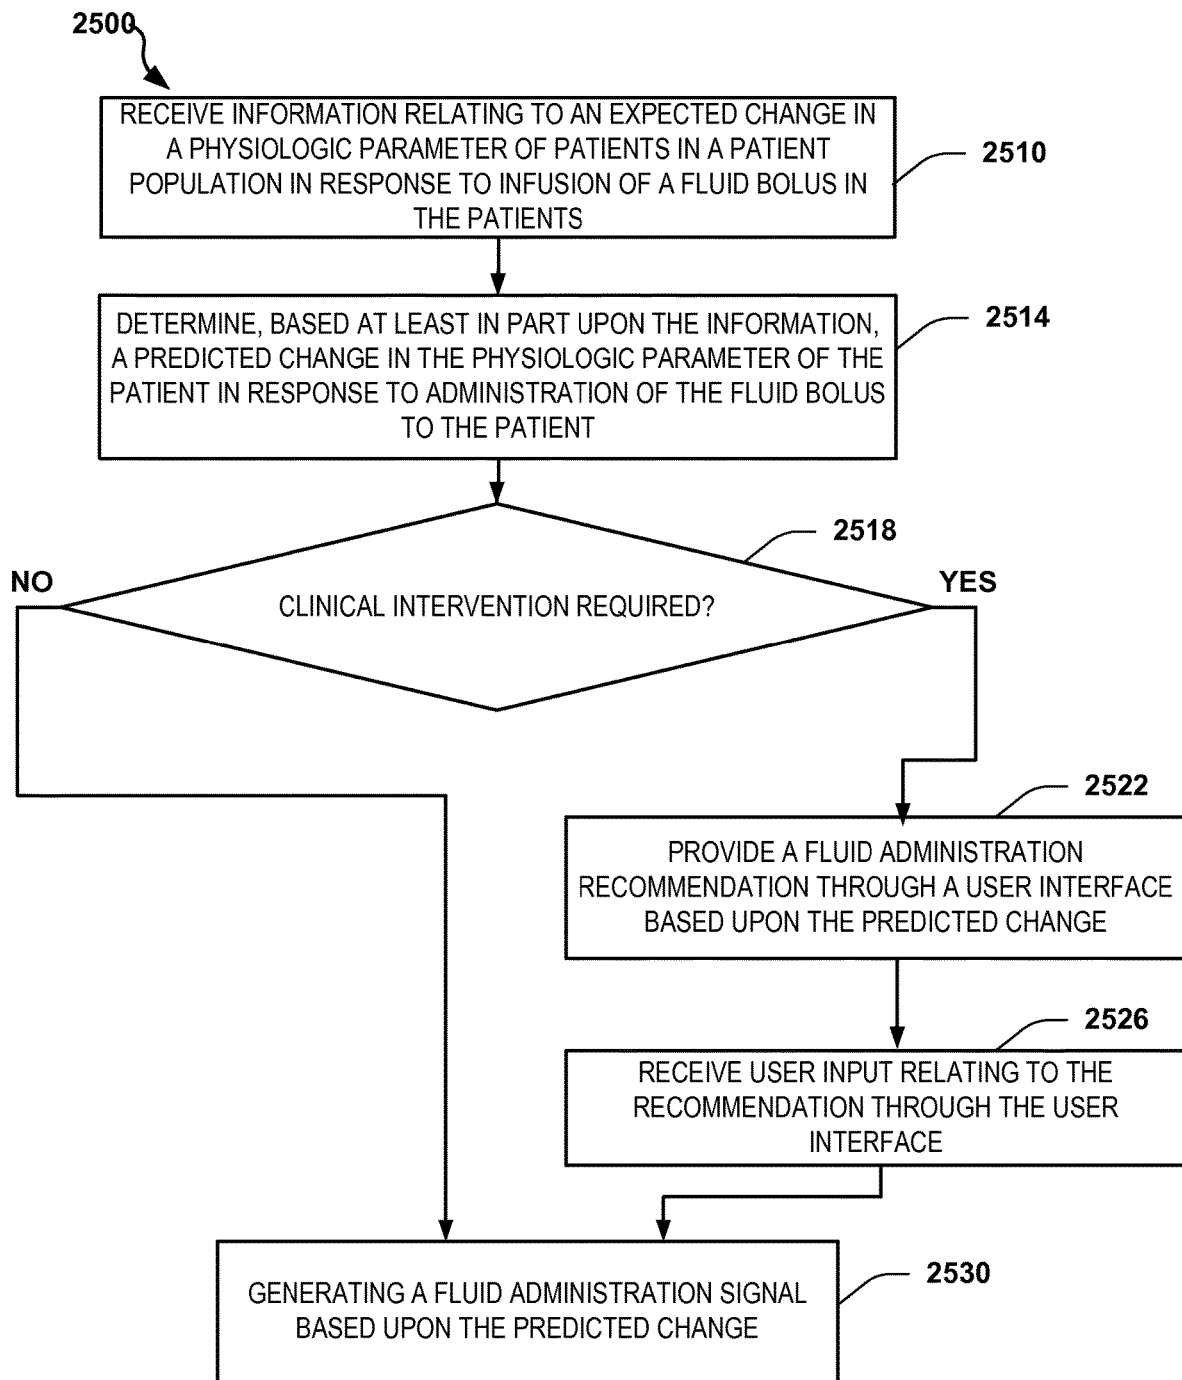 2500
RECEIVE INFORMATION RELATING TO AN EXPECTED CHANGE IN
A PHYSIOLOGIC PARAMETER OF PATIENTS IN A PATIENT
POPULATION IN RESPONSE TO INFUSION OF A FLUID BOLUS IN
THE PATIENTS
2510
DETERMINE, BASED AT LEAST IN PART UPON THE INFORMATION,
A PREDICTED CHANGE IN THE PHYSIOLOGIC PARAMETER OF THE
PATIENT IN RESPONSE TO ADMINISTRATION OF THE FLUID BOLUS
TO THE PATIENT
2514
2518
NO
CLINICAL INTERVENTION REQUIRED?
YES
2522
PROVIDE A FLUID ADMINISTRATION
RECOMMENDATION THROUGH A USER INTERFACE
BASED UPON THE PREDICTED CHANGE
2526
RECEIVE USER INPUT RELATING TO THE
RECOMMENDATION THROUGH THE USER
INTERFACE
2530
GENERATING A FLUID ADMINISTRATION SIGNAL
BASED UPON THE PREDICTED CHANGE